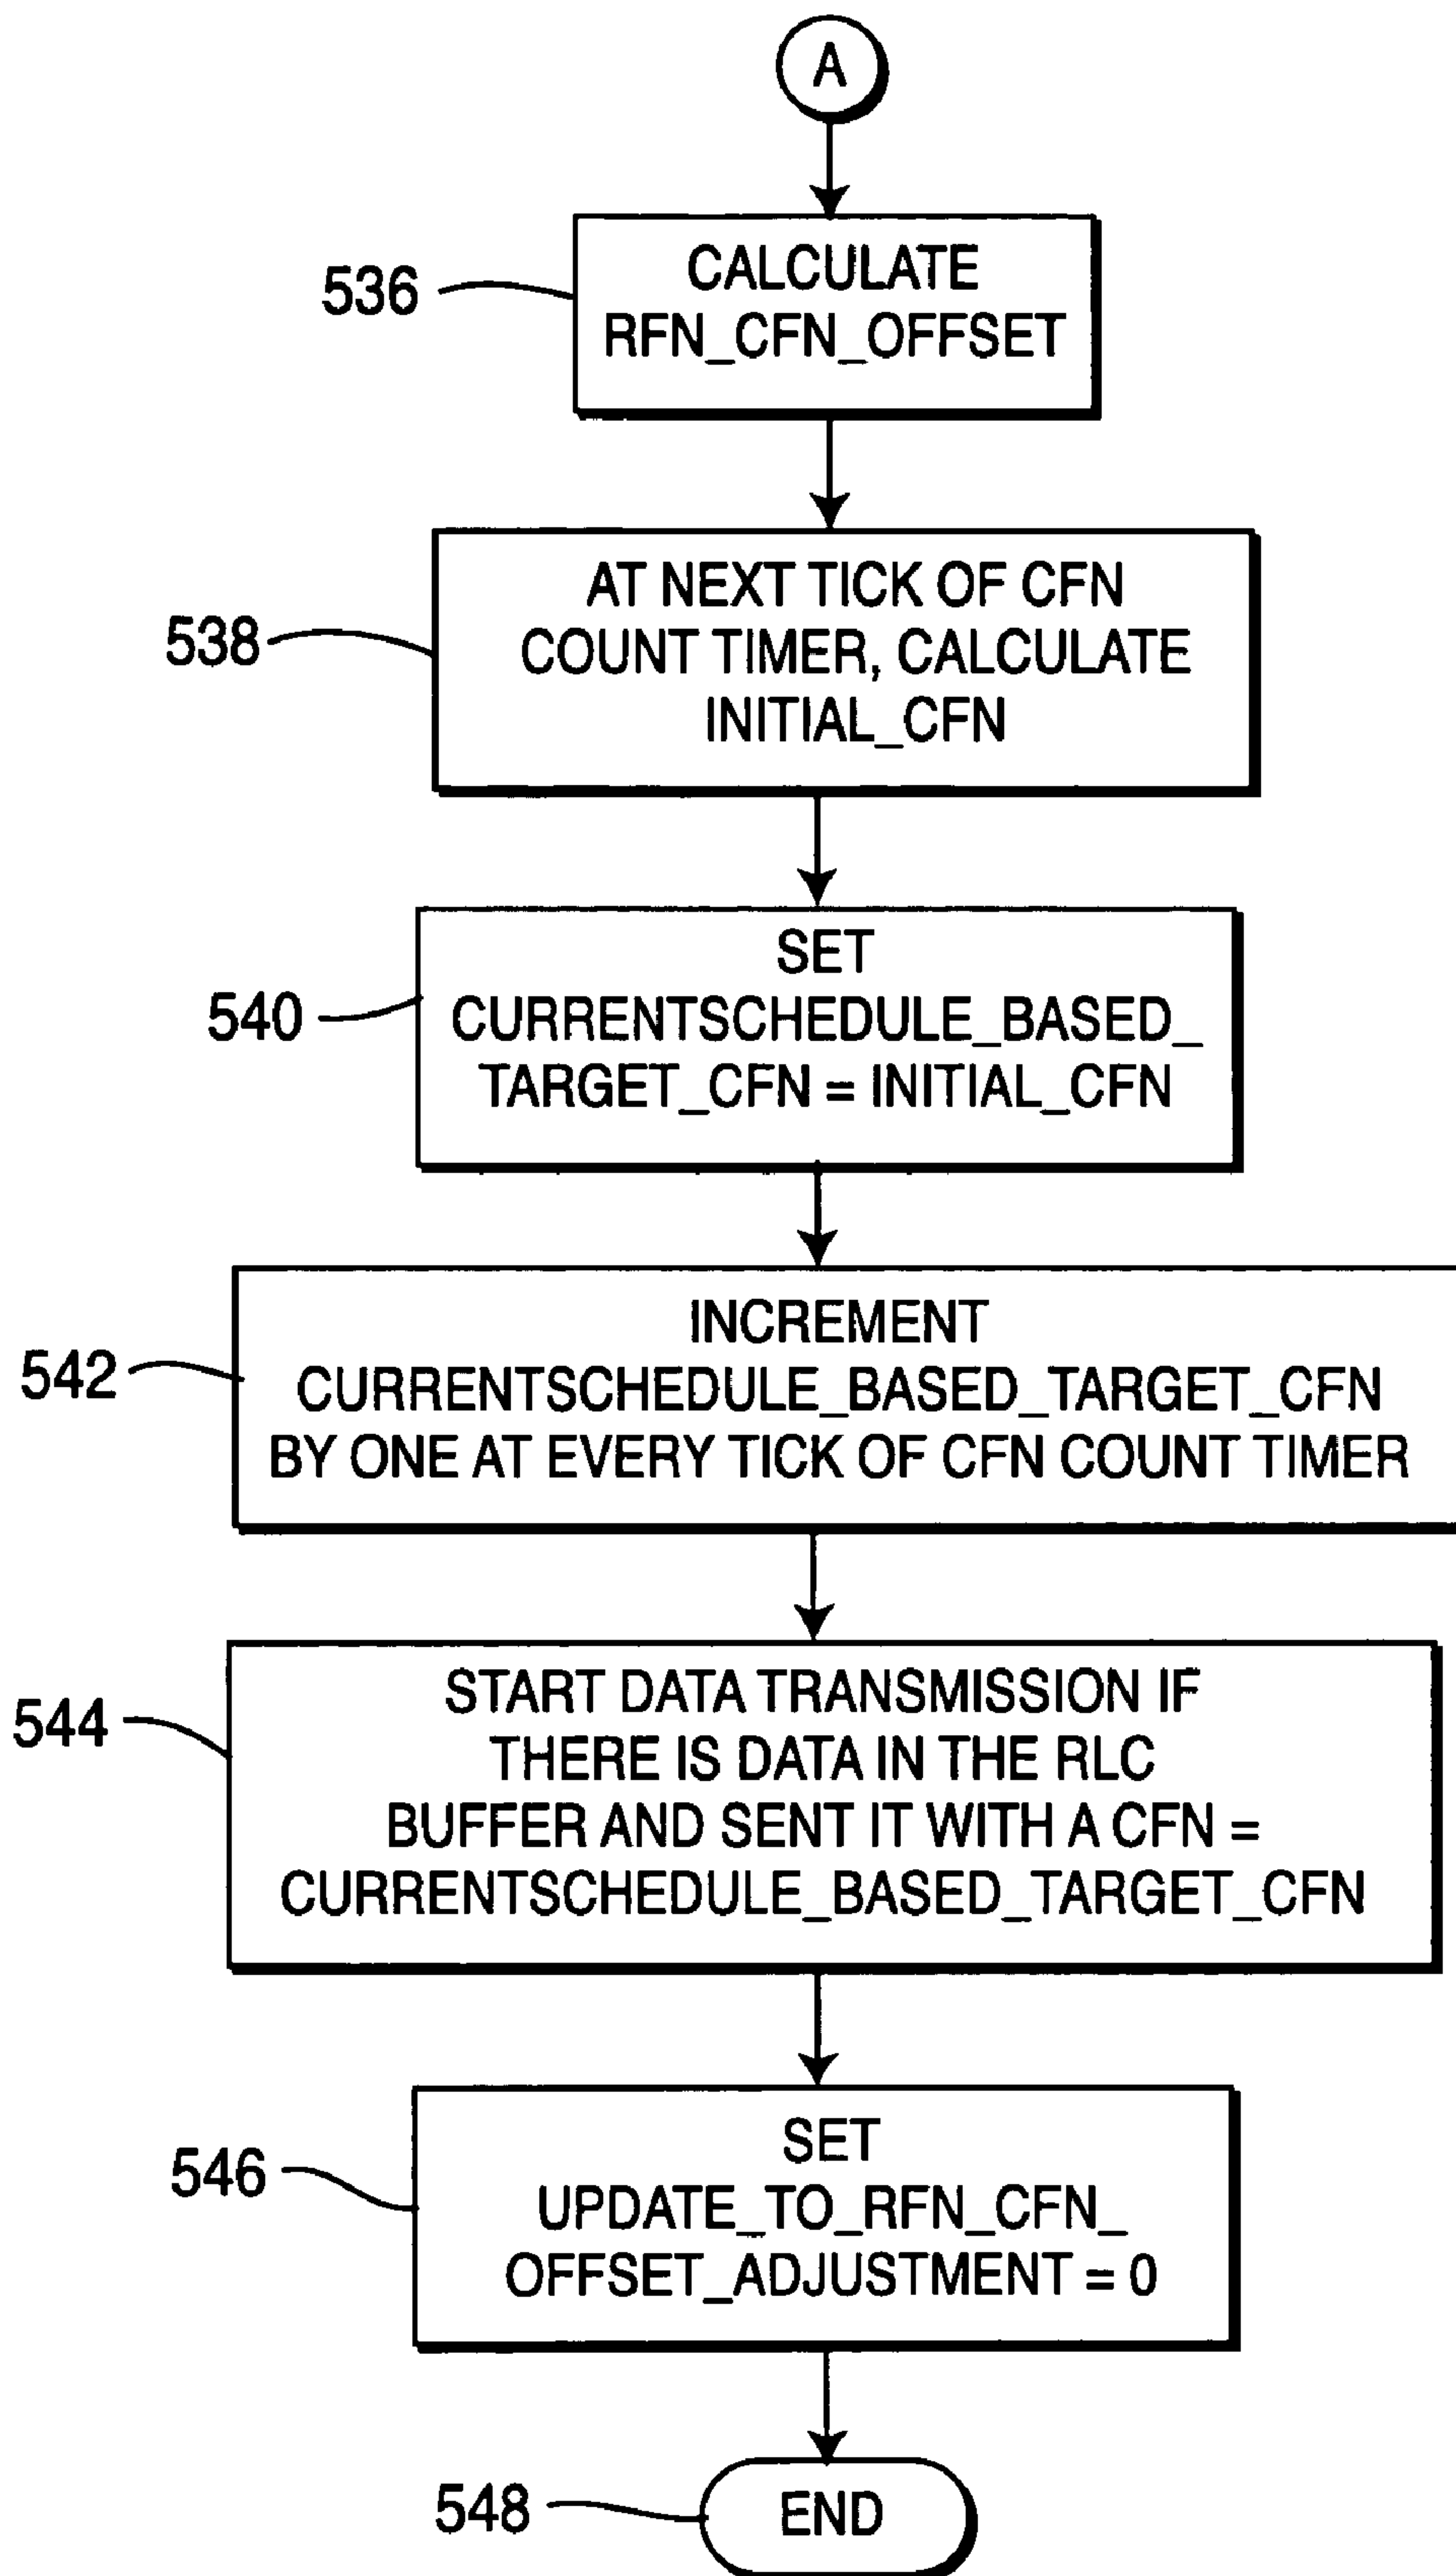 A
536
CALCULATE
RFN_CFN_OFFSET
538
AT NEXT TICK OF CFN
COUNT TIMER, CALCULATE
INITIAL_CFN
540
SET
CURRENTSCHEDULE_BASED_
TARGET_CFN = INITIAL_CFN
542
INCREMENT
CURRENTSCHEDULE_BASED_TARGET_CFN
BY ONE AT EVERY TICK OF CFN COUNT TIMER
544
START DATA TRANSMISSION IF
THERE IS DATA IN THE RLC
BUFFER AND SENT IT WITH A CFN =
CURRENTSCHEDULE_BASED_TARGET_CFN
546
SET
UPDATE_TO_RFN_CFN_
OFFSET_ADJUSTMENT = 0
548
END